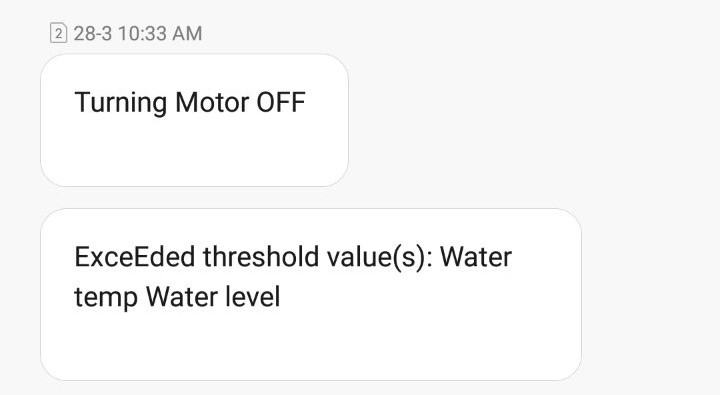 2 28-3 10:33 AM
Turning Motor OFF
ExceEded threshold value(s): Water
temp Water level